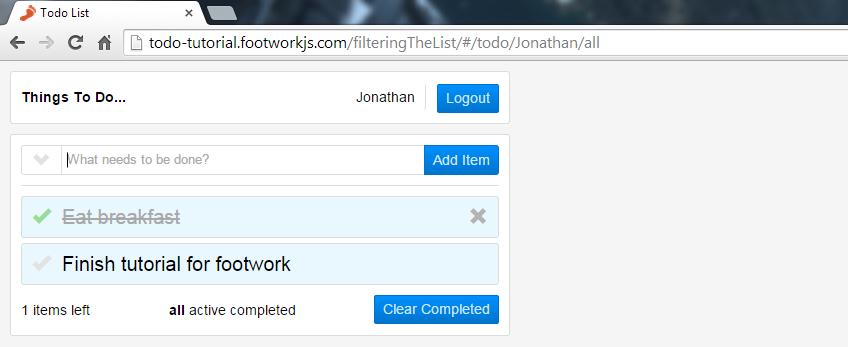 Todo List
todo-tutorial.footworkjs.com/filteringTheList/#/todo/Jonathan/all
Things To Do... Jonathan Logout
What needs to be done? Add Item
Eat breakfast
Finish tutorial for footwork
1 items left all active completed Clear Completed